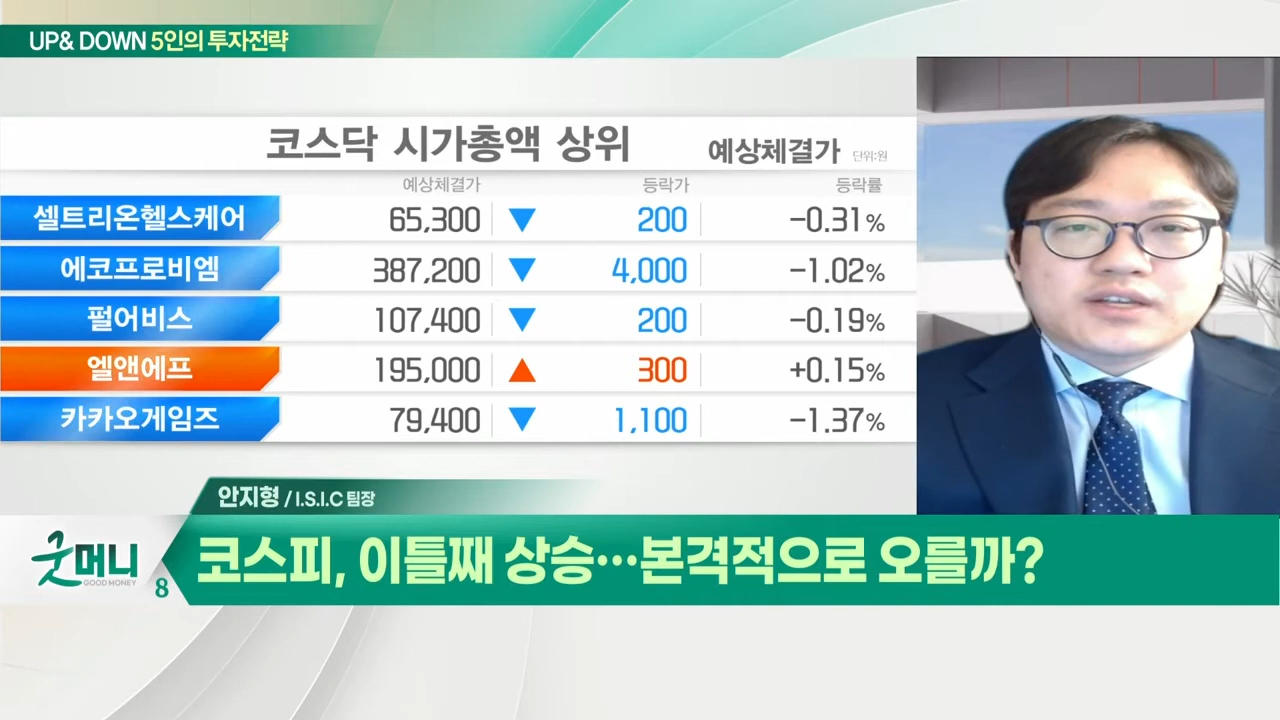 UP& DOWN 5인의 투자전략
코스닥 시가총액 상위 예상체결가 단위:원
예상체결가 등락가 등락률
셀트리온헬스케어 65,300 ▼ 200 -0.31%
에코프로비엠 387,200 ▼ 4,000 -1.02%
펄어비스 107,400 ▼ 200 -0.19%
엘앤에프 195,000 ▲ 300 +0.15%
카카오게임즈 79,400 ▼ 1,100 -1.37%
안지형 / I.S.I.C 팀장
굿머니 GOOD MONEY 8
코스피, 이틀째 상승…본격적으로 오를까?